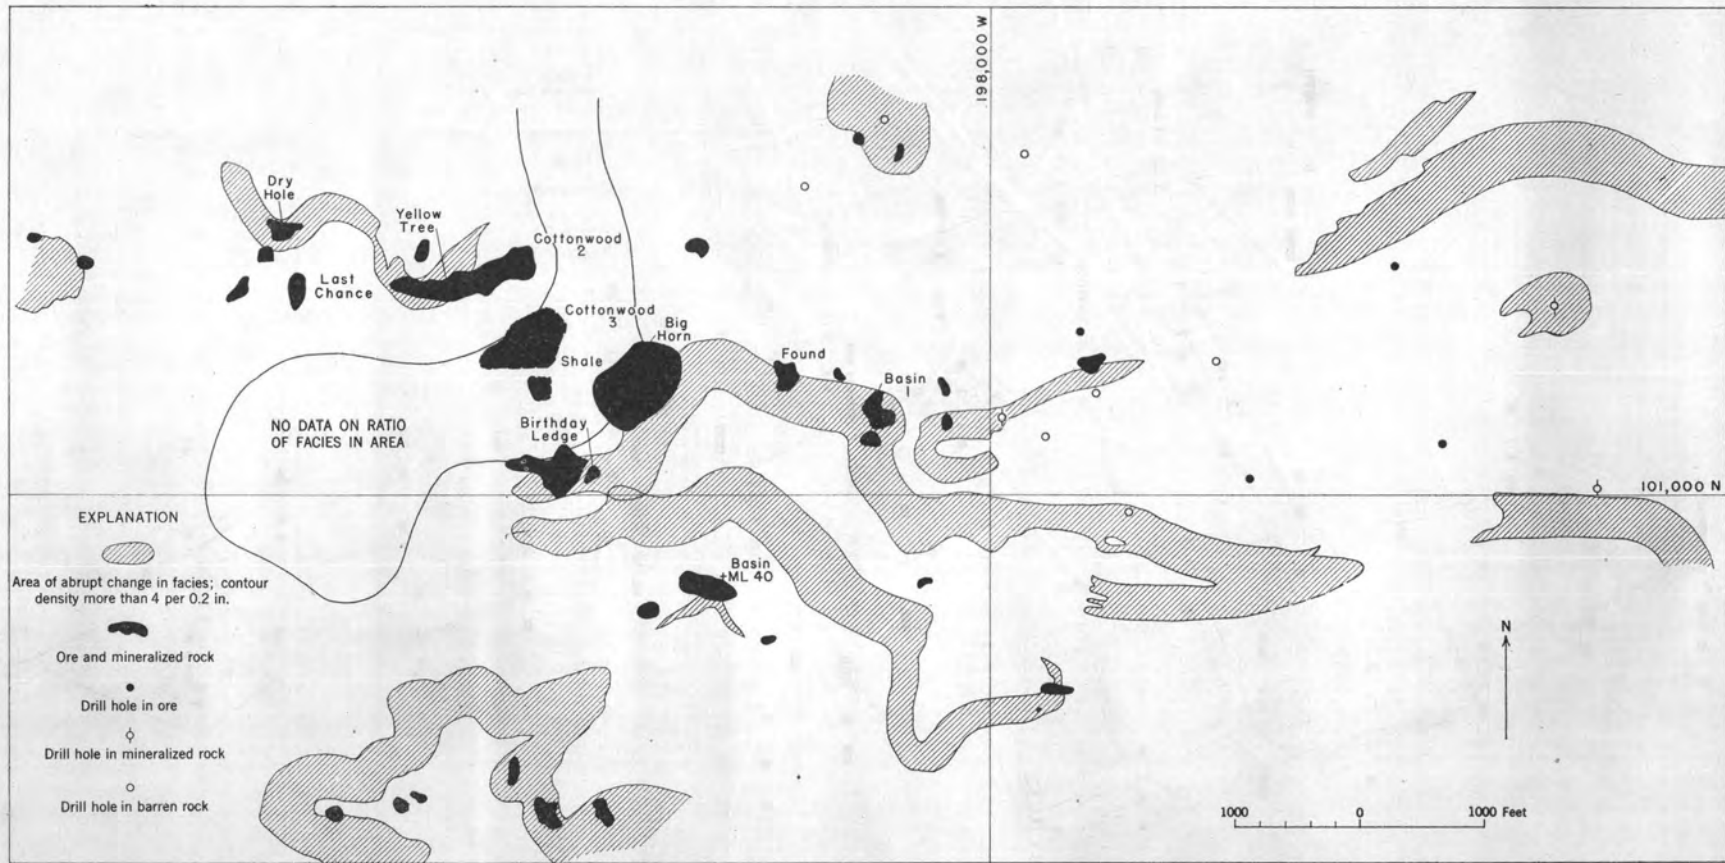 198,000 W
Dry
Hole
Yellow
Tree
Cottonwood
2
Last
Chance
Cottonwood
3
Big
Horn
Shale
Found
Basin
1
NO DATA ON RATIO
OF FACIES IN AREA
Birthday
Ledge
101,000 N
EXPLANATION
Area of abrupt change in facies; contour
density more than 4 per 0.2 in.
Basin
+ML 40
Ore and mineralized rock
N
Drill hole in ore
Drill hole in mineralized rock
Drill hole in barren rock
1000 0 1000 Feet